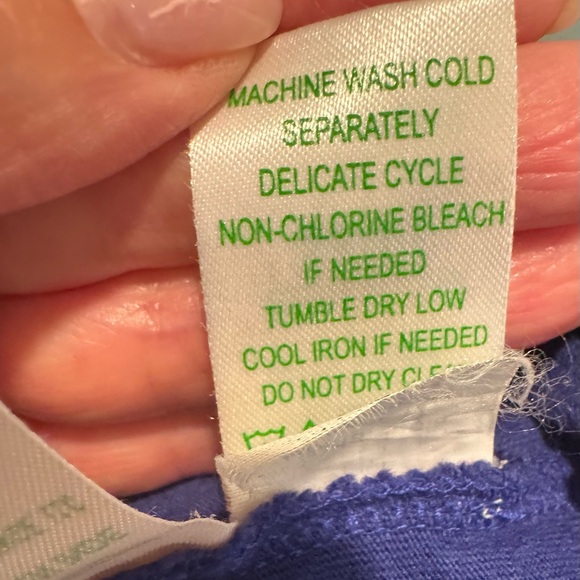 MACHINE WASH COLD
SEPARATELY
DELICATE CYCLE
NON-CHLORINE BLEACH
IF NEEDED
TUMBLE DRY LOW
COOL IRON IF NEEDED
DO NOT DRY